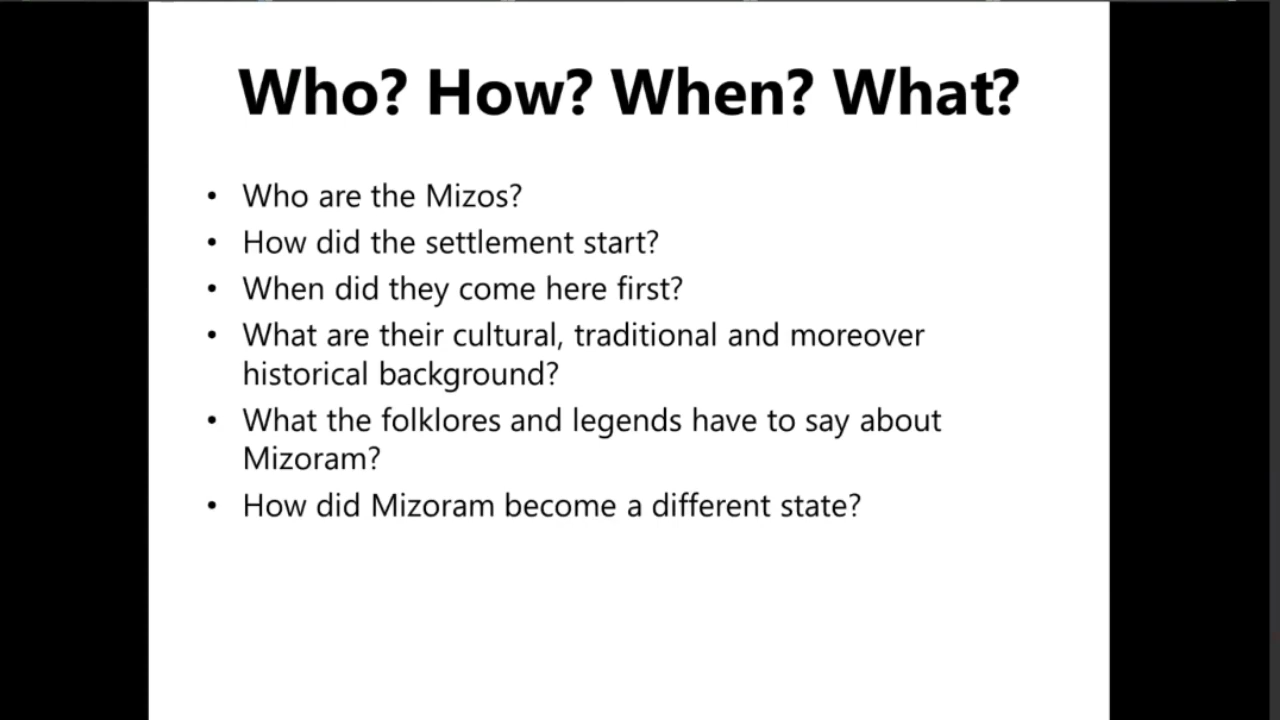 Who? How? When? What?
• Who are the Mizos?
• How did the settlement start?
• When did they come here first?
• What are their cultural, traditional and moreover
historical background?
• What the folklores and legends have to say about
Mizoram?
• How did Mizoram become a different state?